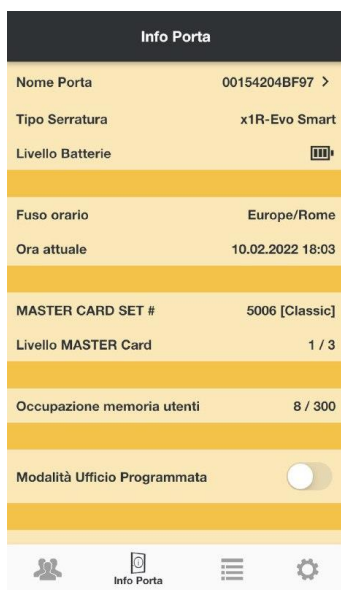 Info Porta
Nome Porta 00154204BF97 >
Tipo Serratura x1R-Evo Smart
Livello Batterie
Fuso orario Europe/Rome
Ora attuale 10.02.2022 18:03
MASTER CARD SET # 5006 [Classic]
Livello MASTER Card 1 / 3
Occupazione memoria utenti 8 / 300
Modalità Ufficio Programmata
Info Porta